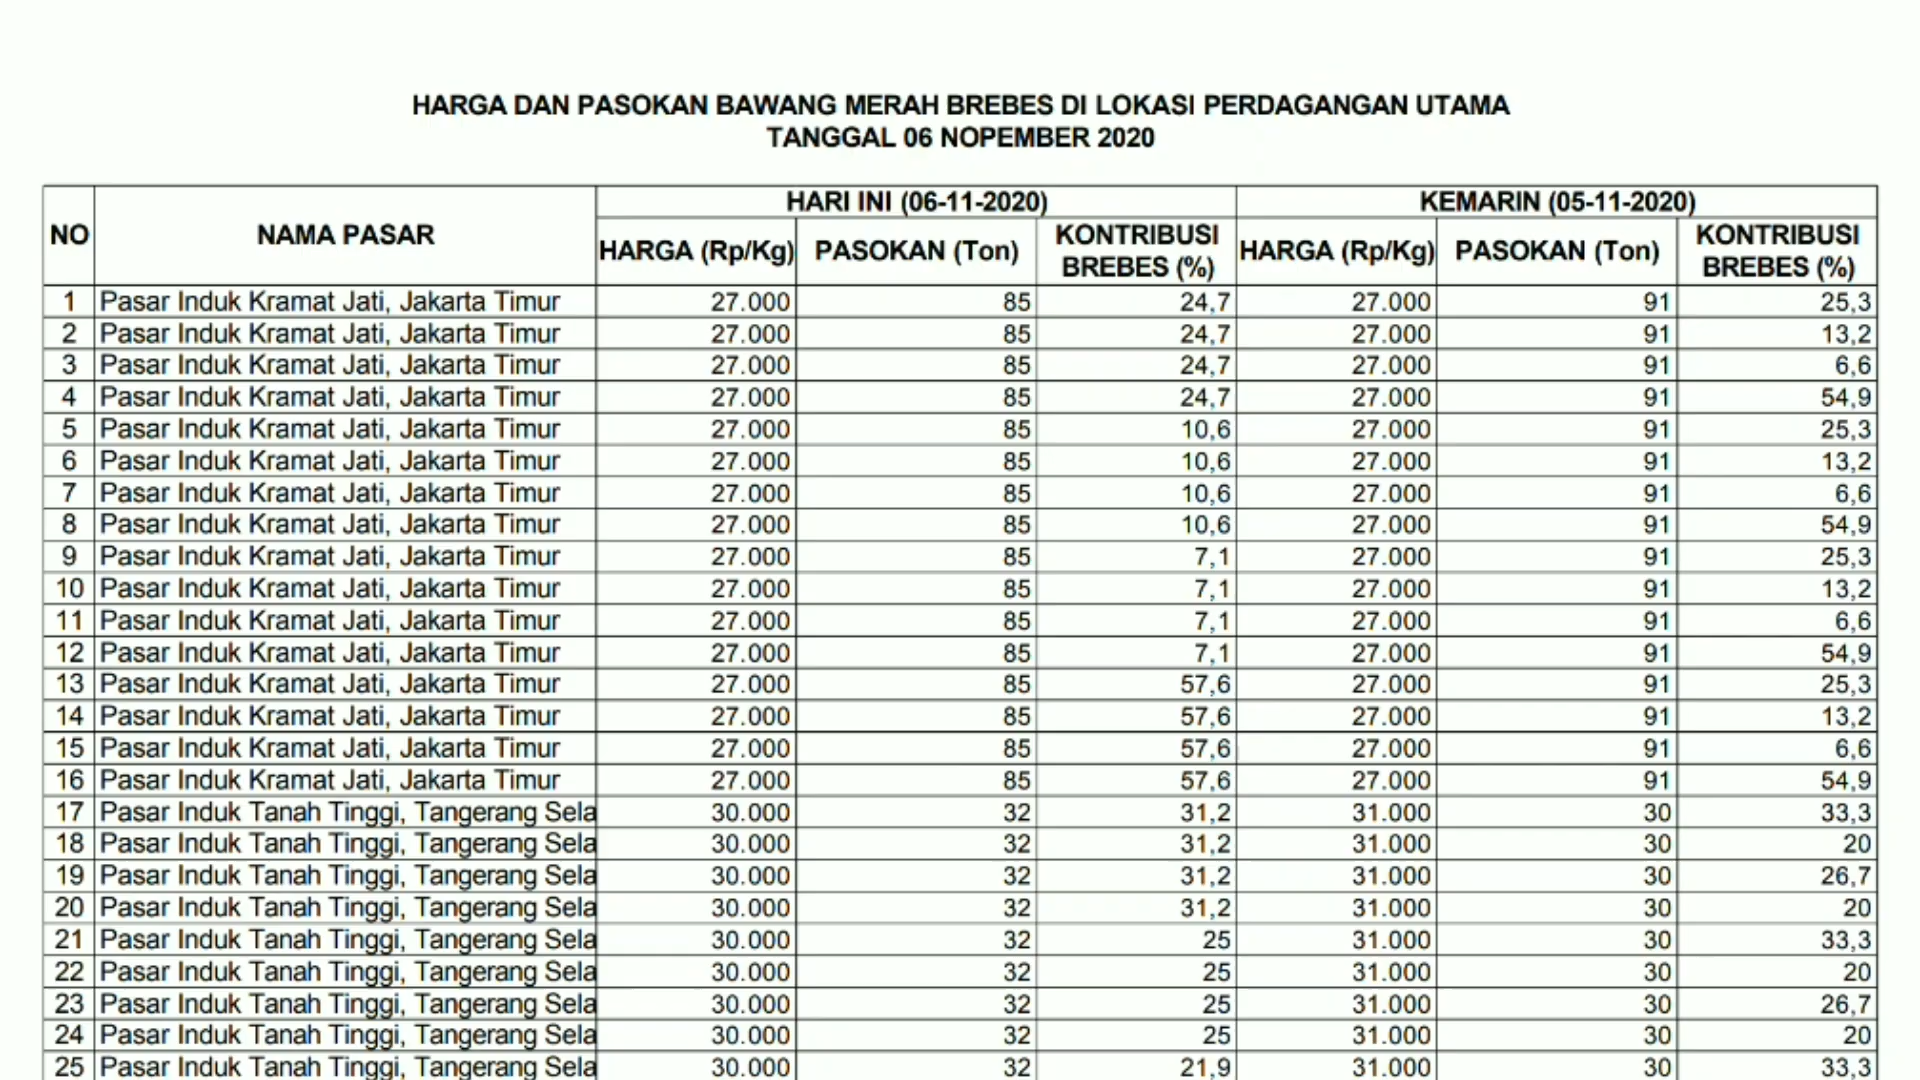 HARGA DAN PASOKAN BAWANG MERAH BREBES DI LOKASI PERDAGANGAN UTAMA
TANGGAL 06 NOPEMBER 2020
NO NAMA PASAR HARI INI (06-11-2020) KEMARIN (05-11-2020)
HARGA (Rp/Kg) PASOKAN (Ton) KONTRIBUSI BREBES (%) HARGA (Rp/Kg) PASOKAN (Ton) KONTRIBUSI BREBES (%)
1 Pasar Induk Kramat Jati, Jakarta Timur 27.000 85 24,7 27.000 91 25,3
2 Pasar Induk Kramat Jati, Jakarta Timur 27.000 85 24,7 27.000 91 13,2
3 Pasar Induk Kramat Jati, Jakarta Timur 27.000 85 24,7 27.000 91 6,6
4 Pasar Induk Kramat Jati, Jakarta Timur 27.000 85 24,7 27.000 91 54,9
5 Pasar Induk Kramat Jati, Jakarta Timur 27.000 85 10,6 27.000 91 25,3
6 Pasar Induk Kramat Jati, Jakarta Timur 27.000 85 10,6 27.000 91 13,2
7 Pasar Induk Kramat Jati, Jakarta Timur 27.000 85 10,6 27.000 91 6,6
8 Pasar Induk Kramat Jati, Jakarta Timur 27.000 85 10,6 27.000 91 54,9
9 Pasar Induk Kramat Jati, Jakarta Timur 27.000 85 7,1 27.000 91 25,3
10 Pasar Induk Kramat Jati, Jakarta Timur 27.000 85 7,1 27.000 91 13,2
11 Pasar Induk Kramat Jati, Jakarta Timur 27.000 85 7,1 27.000 91 6,6
12 Pasar Induk Kramat Jati, Jakarta Timur 27.000 85 7,1 27.000 91 54,9
13 Pasar Induk Kramat Jati, Jakarta Timur 27.000 85 57,6 27.000 91 25,3
14 Pasar Induk Kramat Jati, Jakarta Timur 27.000 85 57,6 27.000 91 13,2
15 Pasar Induk Kramat Jati, Jakarta Timur 27.000 85 57,6 27.000 91 6,6
16 Pasar Induk Kramat Jati, Jakarta Timur 27.000 85 57,6 27.000 91 54,9
17 Pasar Induk Tanah Tinggi, Tangerang Sela 30.000 32 31,2 31.000 30 33,3
18 Pasar Induk Tanah Tinggi, Tangerang Sela 30.000 32 31,2 31.000 30 20
19 Pasar Induk Tanah Tinggi, Tangerang Sela 30.000 32 31,2 31.000 30 26,7
20 Pasar Induk Tanah Tinggi, Tangerang Sela 30.000 32 31,2 31.000 30 20
21 Pasar Induk Tanah Tinggi, Tangerang Sela 30.000 32 25 31.000 30 33,3
22 Pasar Induk Tanah Tinggi, Tangerang Sela 30.000 32 25 31.000 30 20
23 Pasar Induk Tanah Tinggi, Tangerang Sela 30.000 32 25 31.000 30 26,7
24 Pasar Induk Tanah Tinggi, Tangerang Sela 30.000 32 25 31.000 30 20
25 Pasar Induk Tanah Tinggi, Tangerang Sela 30.000 32 21,9 31.000 30 33,3